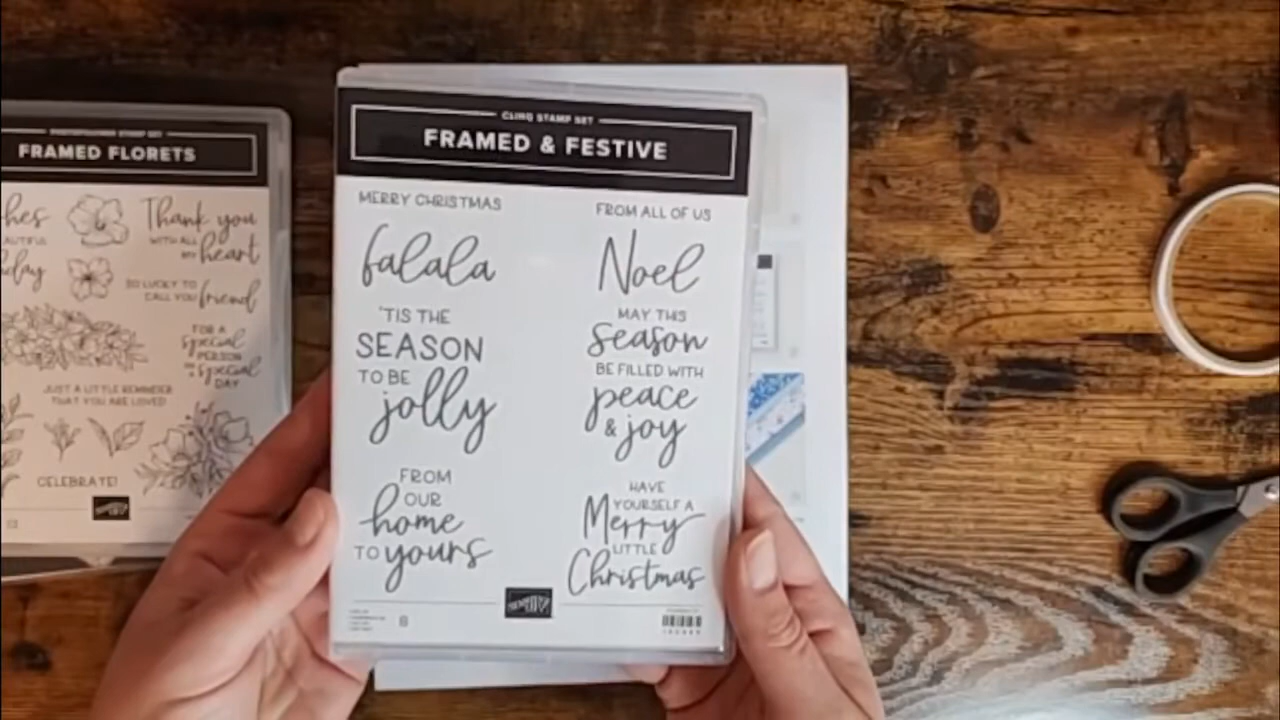 PHOTOPOLYMER STAMP SET
FRAMED FLORETS
Thank you
WITH ALL
MY heart
SO LUCKY TO
CALL YOU friend
FOR A
special
PERSON
special
DAY
JUST A LITTLE REMINDER
THAT YOU ARE LOVED
CELEBRATE!
CLING STAMP SET
FRAMED & FESTIVE
MERRY CHRISTMAS
falala
'TIS THE
SEASON
TO BE
jolly
FROM
OUR
home
TO yours
FROM ALL OF US
Noel
MAY THIS
season
BE FILLED WITH
peace
& joy
HAVE
YOURSELF A
Merry
LITTLE
Christmas